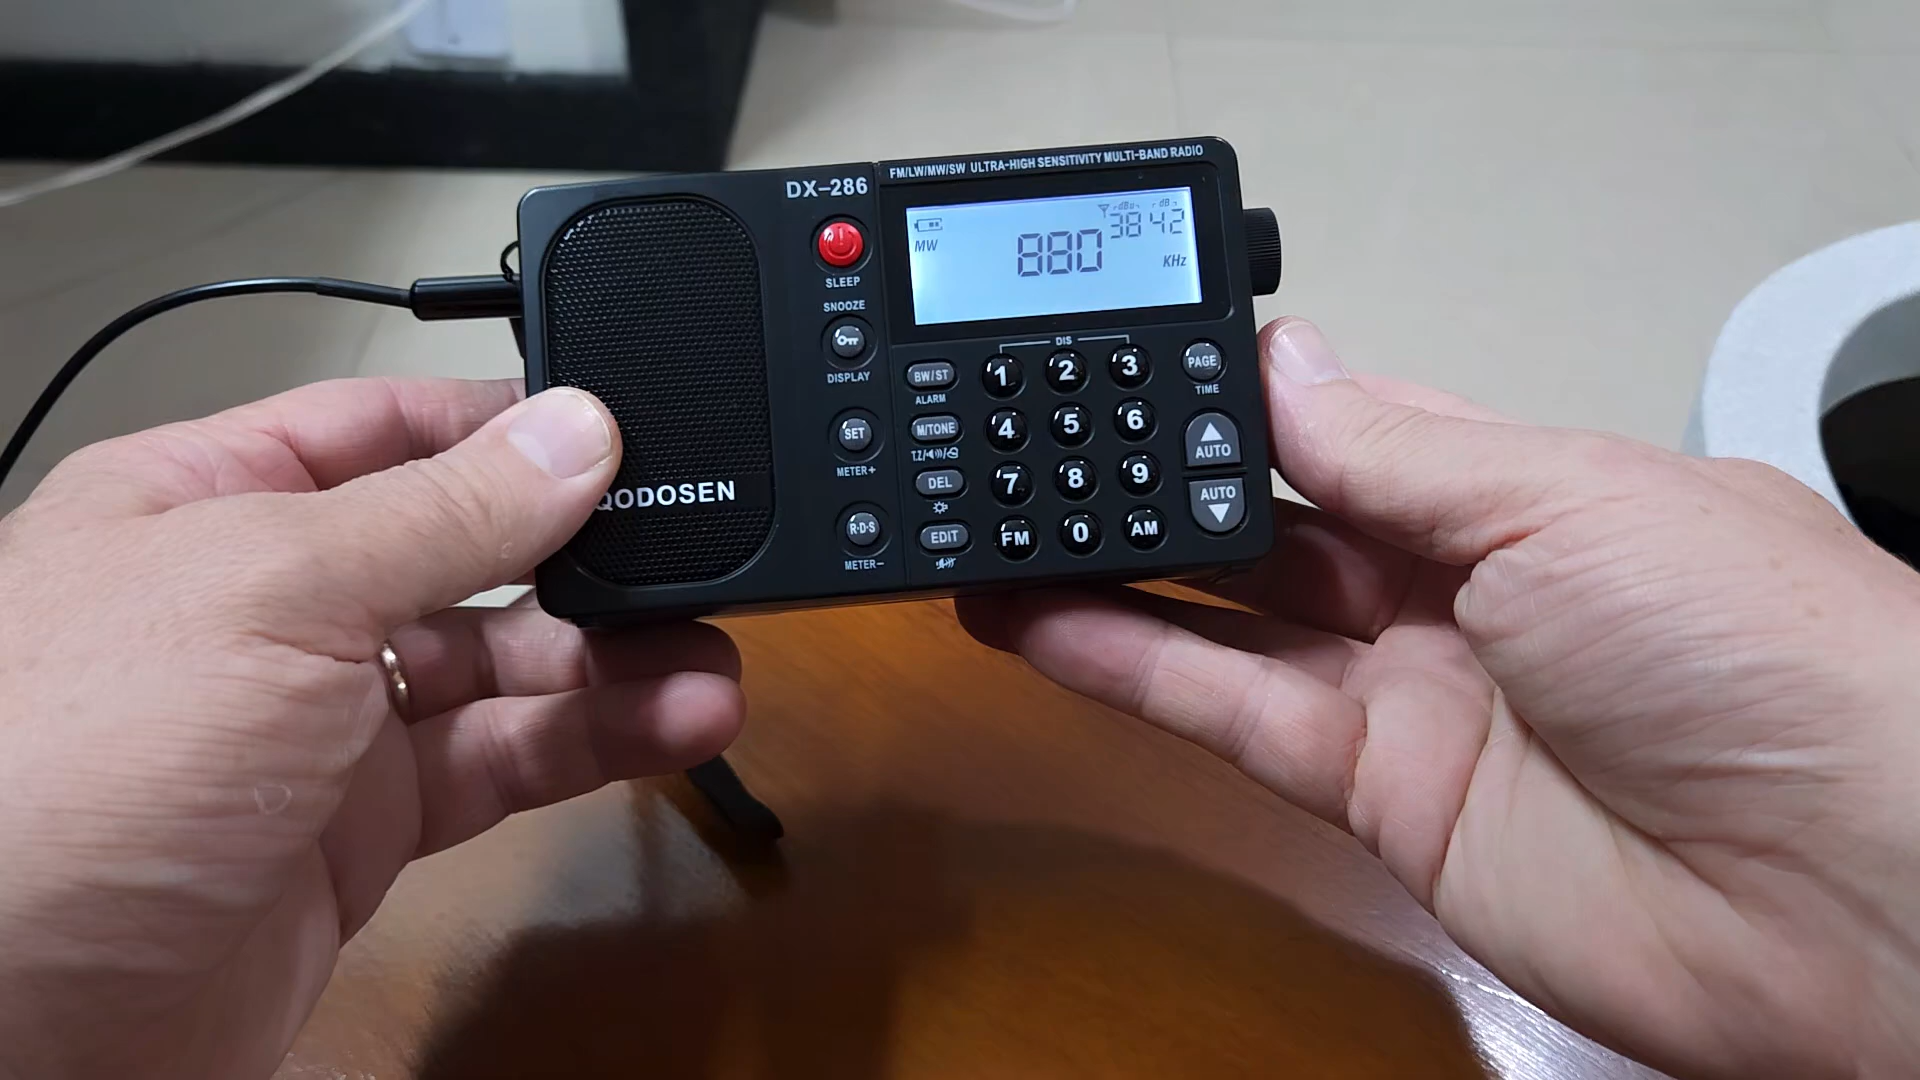 DX-286
FM/LW/MW/SW ULTRA-HIGH SENSITIVITY MULTI-BAND RADIO
dBu dB
38 42
MW
880
KHz
SLEEP
SNOOZE
DISPLAY
SET
METER+
R·D·S
METER-
DIS
BW/ST
ALARM
1 2 3
PAGE
TIME
M/TONE
T.Z/
4 5 6
AUTO
DEL
7 8 9
AUTO
EDIT
FM 0 AM
QODOSEN